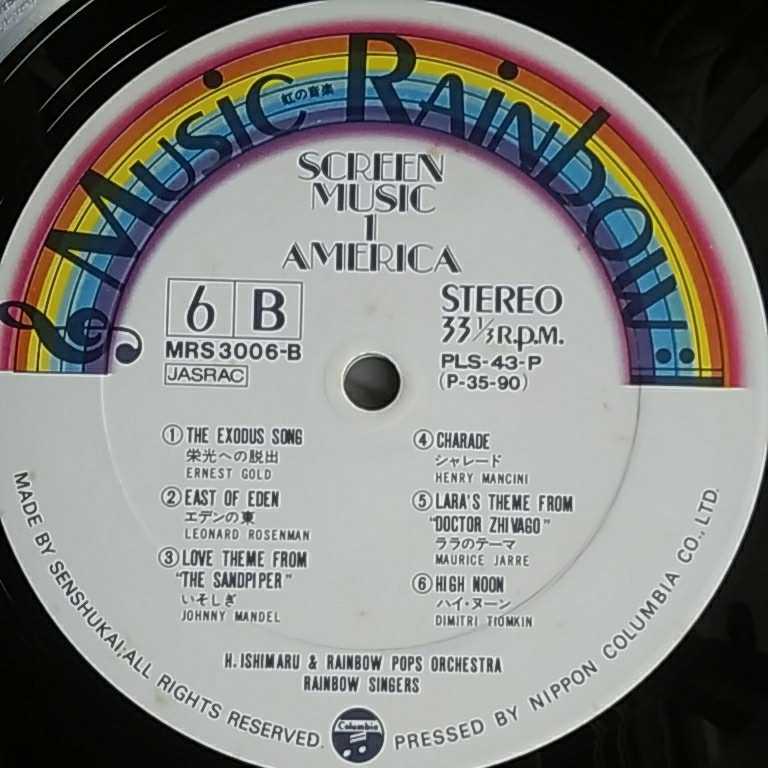 Music Rainbow
虹の音楽
SCREEN
MUSIC
1
AMERICA
6 B
MRS3006-B
JASRAC
STEREO
33 1/3 R.p.m.
PLS-43-P
(P-35-90)
① THE EXODUS SONG
栄光への脱出
ERNEST GOLD
② EAST OF EDEN
エデンの東
LEONARD ROSENMAN
③ LOVE THEME FROM
"THE SANDPIPER"
いそしぎ
JOHNNY MANDEL
④ CHARADE
シャレード
HENRY MANCINI
⑤ LARA'S THEME FROM
"DOCTOR ZHIVAGO"
ララのテーマ
MAURICE JARRE
⑥ HIGH NOON
ハイ・ヌーン
DIMITRI TIOMKIN
H. ISHIMARU & RAINBOW POPS ORCHESTRA
RAINBOW SINGERS
MADE BY SENSHUKAI, ALL RIGHTS RESERVED.
Columbia
PRESSED BY NIPPON COLUMBIA CO., LTD.